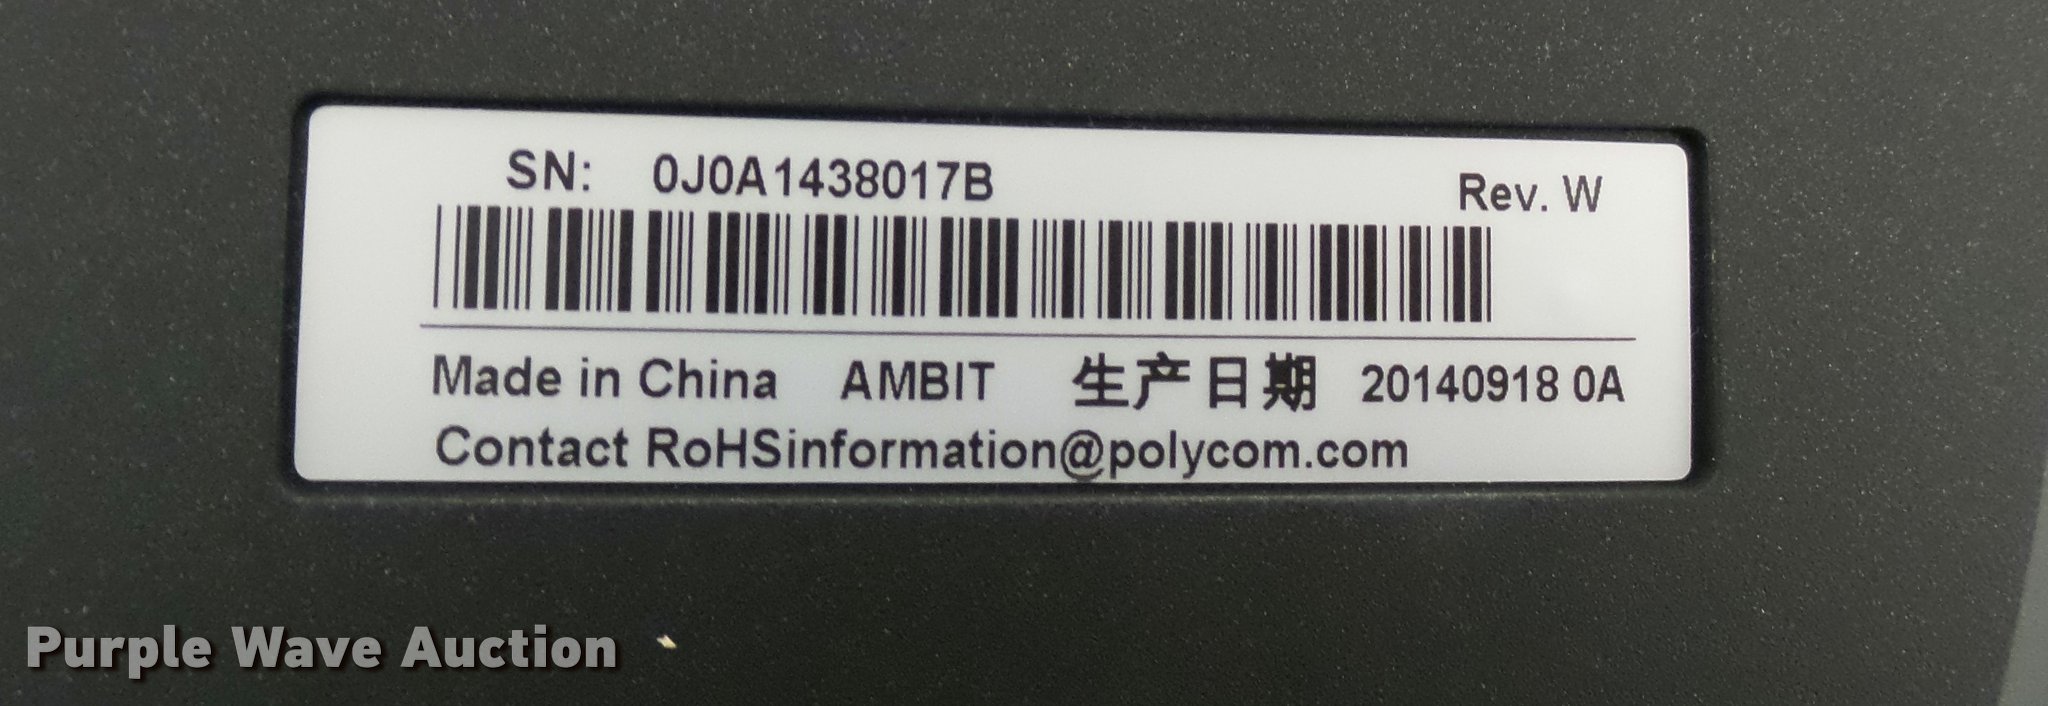 SN: 0J0A1438017B Rev. W
Made in China AMBIT 生产日期 20140918 0A
Contact RoHSinformation@polycom.com
Purple Wave Auction